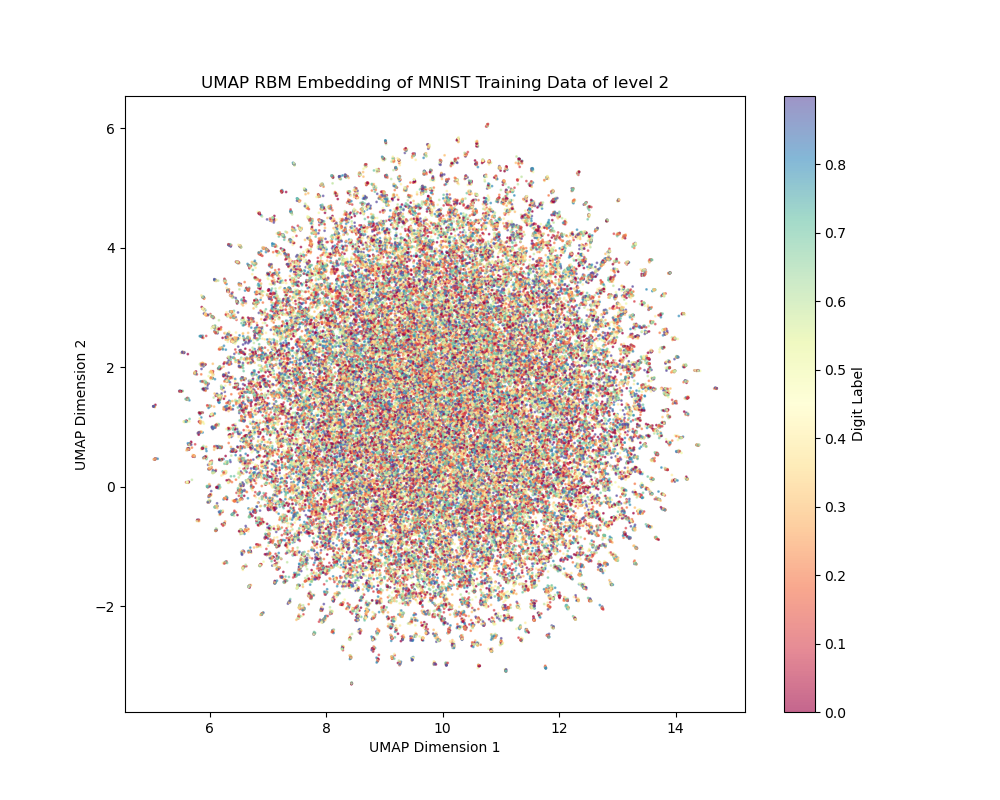 UMAP RBM Embedding of MNIST Training Data of level 2
6
4
2
0
−2
UMAP Dimension 2
6 8 10 12 14
UMAP Dimension 1
0.8
0.7
0.6
0.5
0.4
0.3
0.2
0.1
0.0
Digit Label